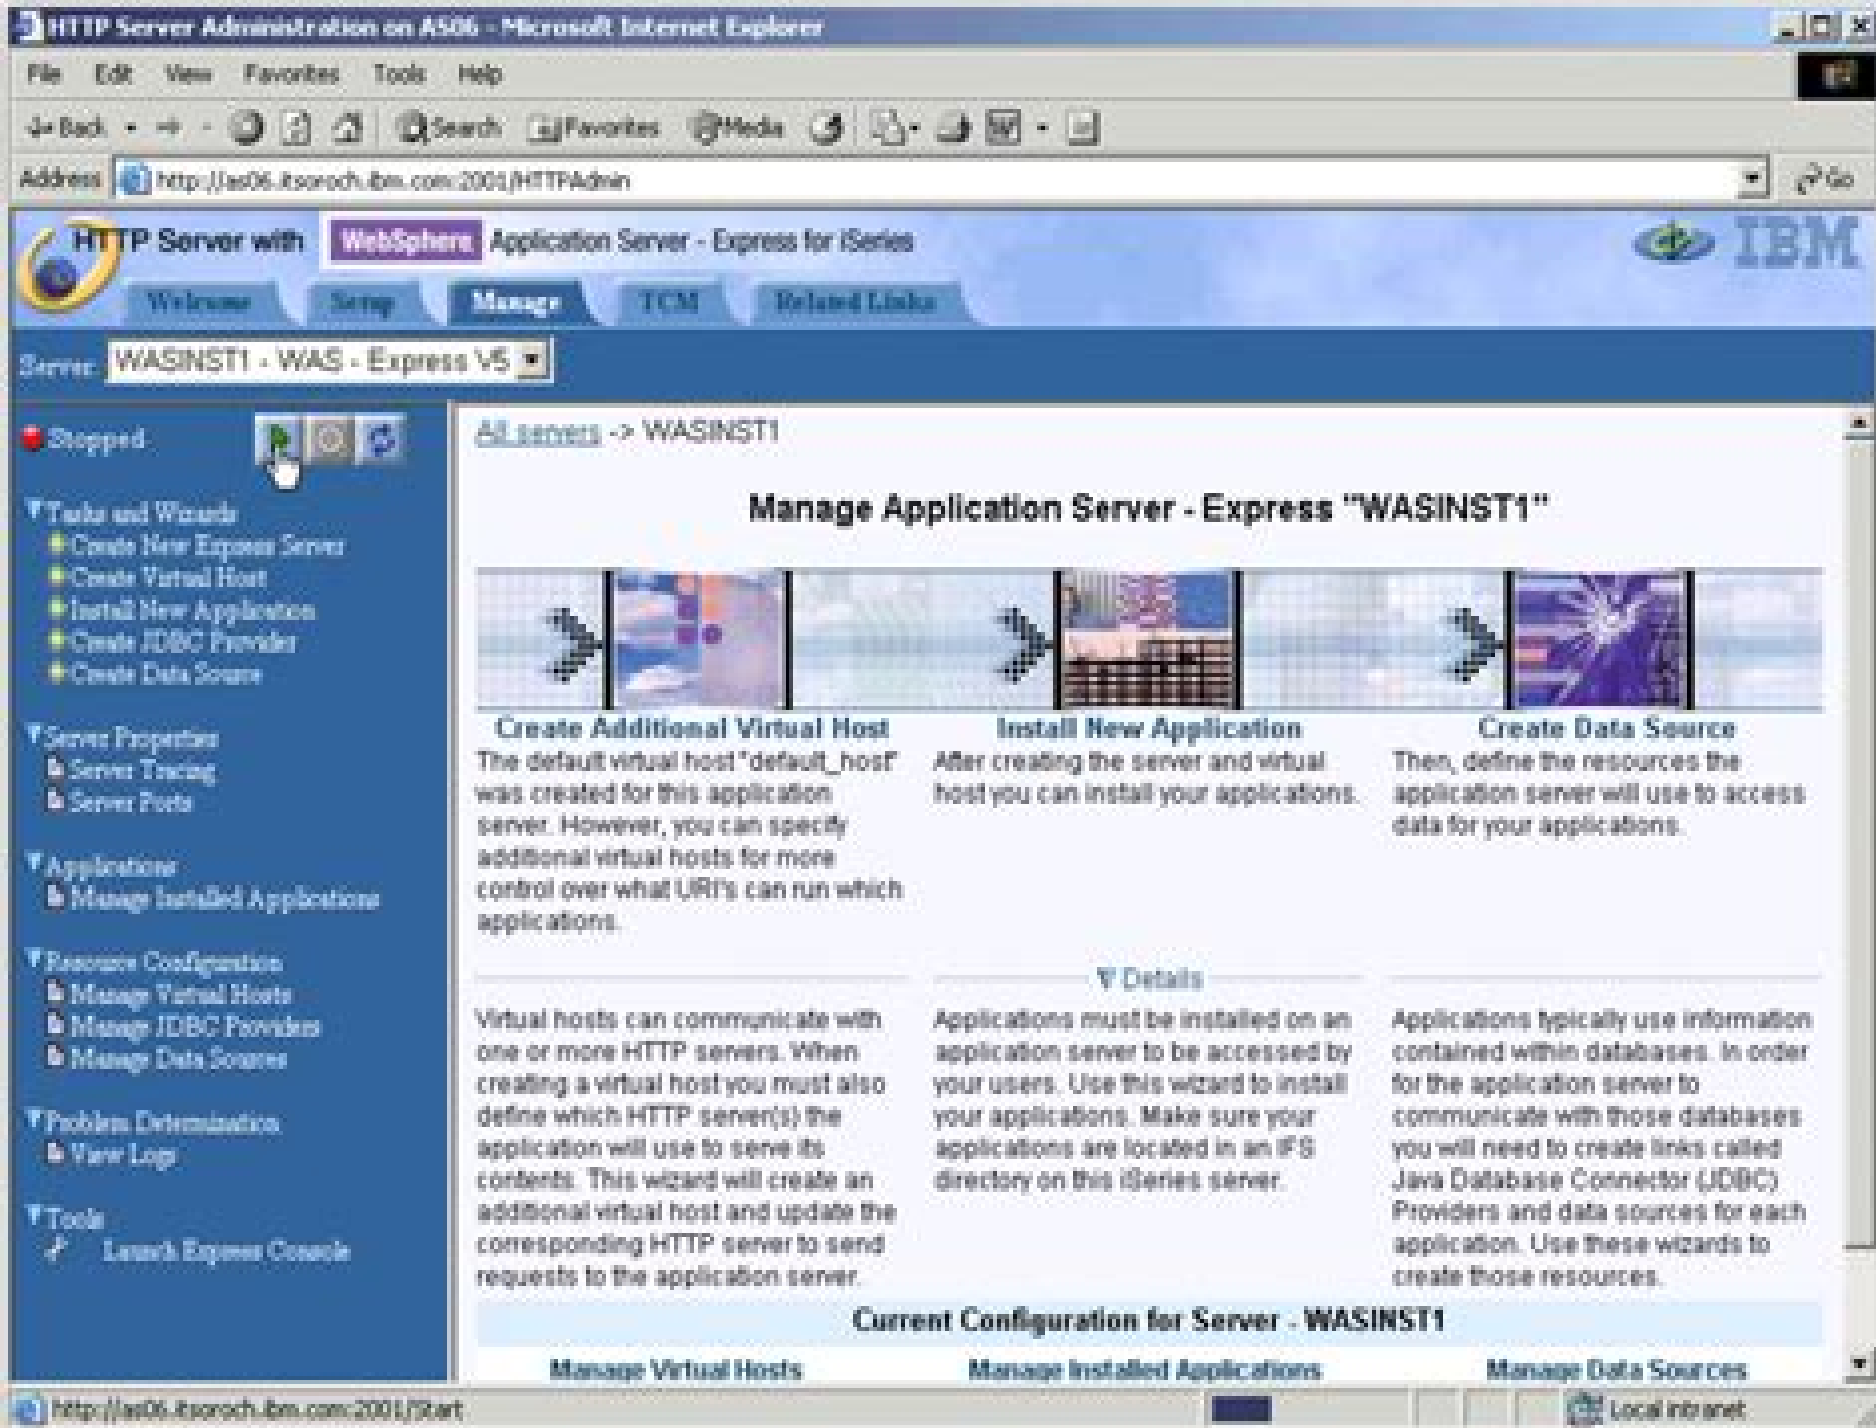 HTTP Server Administration on AS06 - Microsoft Internet Explorer
File Edit View Favorites Tools Help
Back Search Favorites Media
Address http://as06.itsoroch.ibm.com:2001/HTTPAdmin Go
HTTP Server with WebSphere Application Server - Express for iSeries
IBM
Welcome Setup Manage TCM Related Links
Server: WASINST1 - WAS - Express V5
Stopped
Tasks and Wizards
Create New Express Server
Create Virtual Host
Install New Application
Create JDBC Provider
Create Data Source
Server Properties
Server Tracing
Server Ports
Applications
Manage Installed Applications
Resource Configuration
Manage Virtual Hosts
Manage JDBC Providers
Manage Data Sources
Problem Determination
View Logs
Tools
Launch Express Console
All servers -> WASINST1
Manage Application Server - Express "WASINST1"
Create Additional Virtual Host
The default virtual host "default_host"
was created for this application
server. However, you can specify
additional virtual hosts for more
control over what URI's can run which
applications.
Install New Application
After creating the server and virtual
host you can install your applications.
Create Data Source
Then, define the resources the
application server will use to access
data for your applications.
Details
Virtual hosts can communicate with
one or more HTTP servers. When
creating a virtual host you must also
define which HTTP server(s) the
application will use to serve its
contents. This wizard will create an
additional virtual host and update the
corresponding HTTP server to send
requests to the application server.
Applications must be installed on an
application server to be accessed by
your users. Use this wizard to install
your applications. Make sure your
applications are located in an IFS
directory on this iSeries server.
Applications typically use information
contained within databases. In order
for the application server to
communicate with those databases
you will need to create links called
Java Database Connector (JDBC)
Providers and data sources for each
application. Use these wizards to
create those resources.
Current Configuration for Server - WASINST1
Manage Virtual Hosts Manage Installed Applications Manage Data Sources
http://as06.itsoroch.ibm.com:2001/Start Local intranet